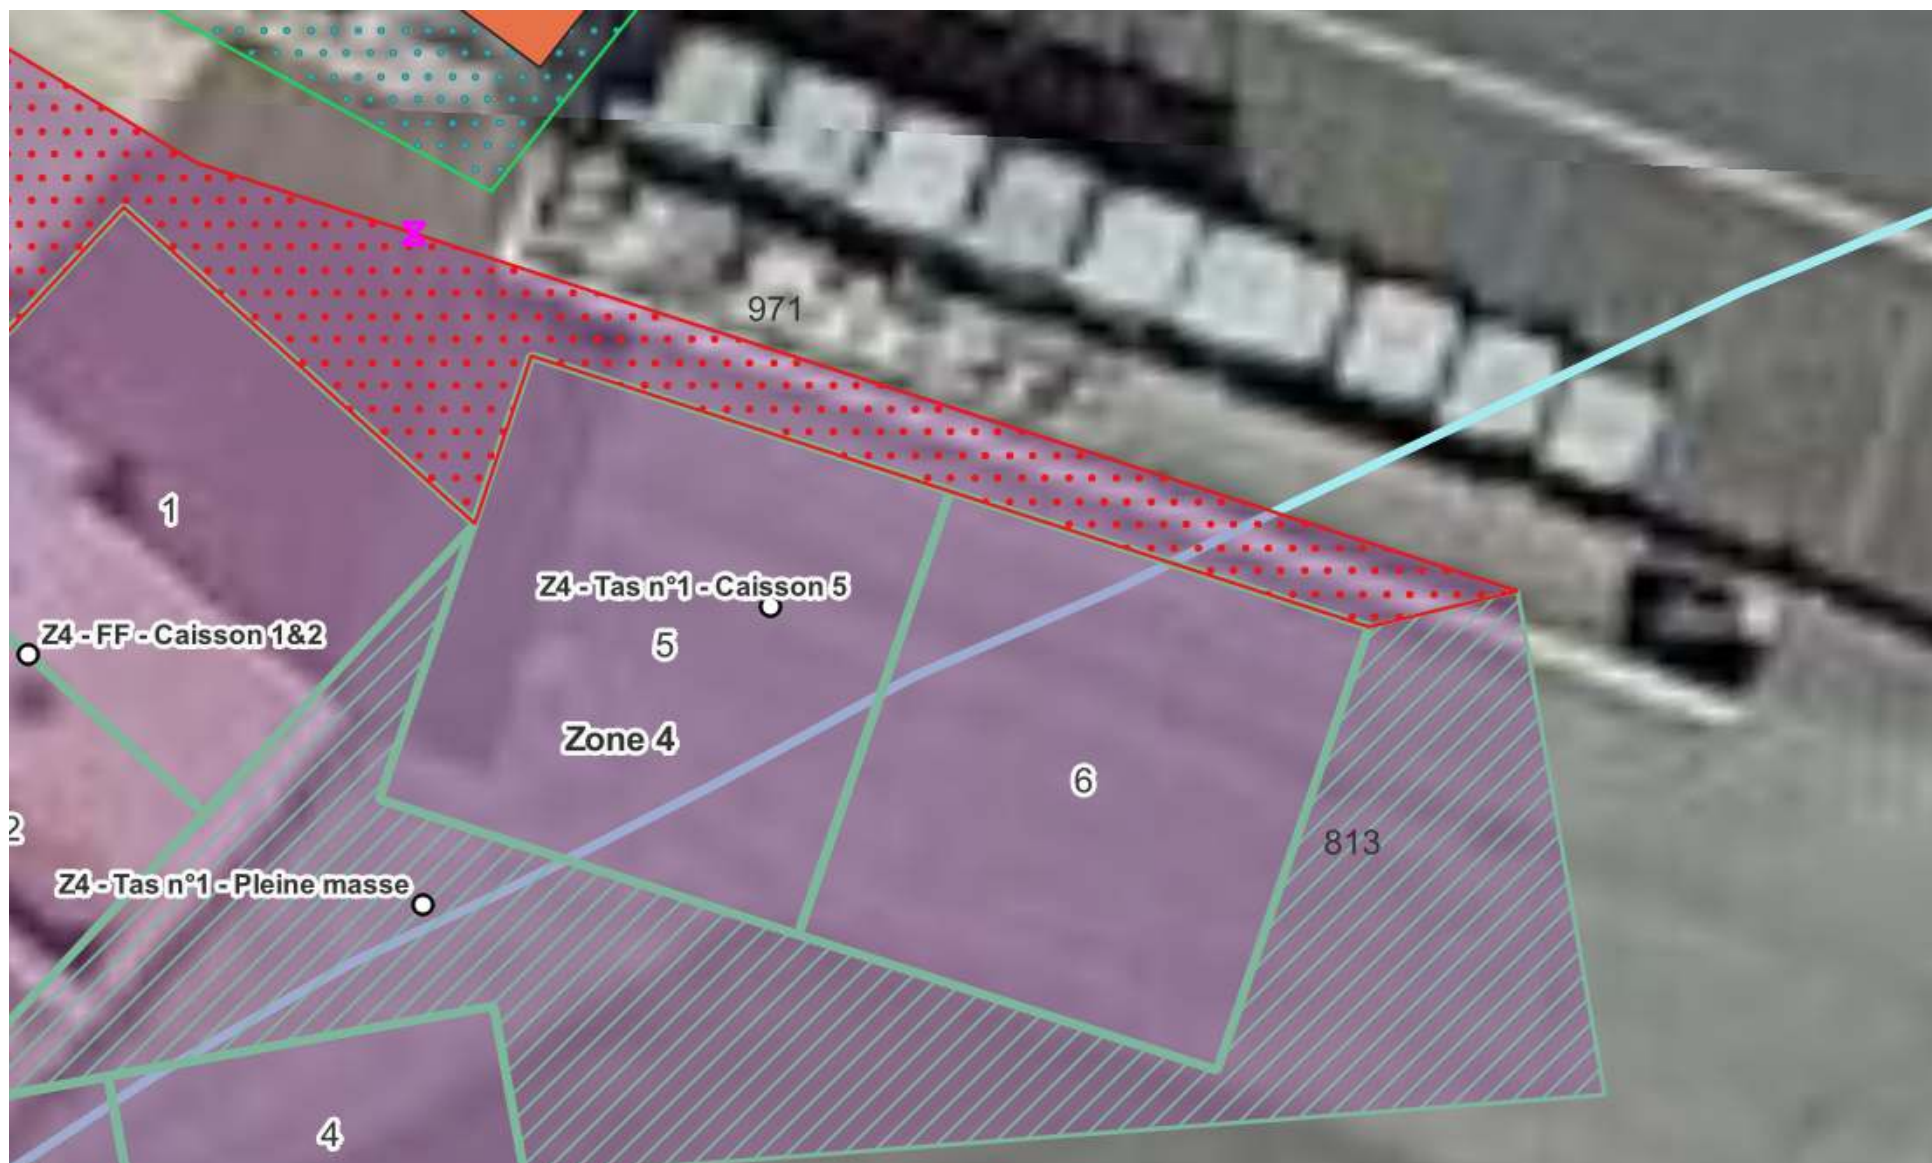 971
1
Z4 - Tas n°1 - Caisson 5
Z4 - FF - Caisson 1&2
5
Zone 4
6
2
813
Z4 - Tas n°1 - Pleine masse
4